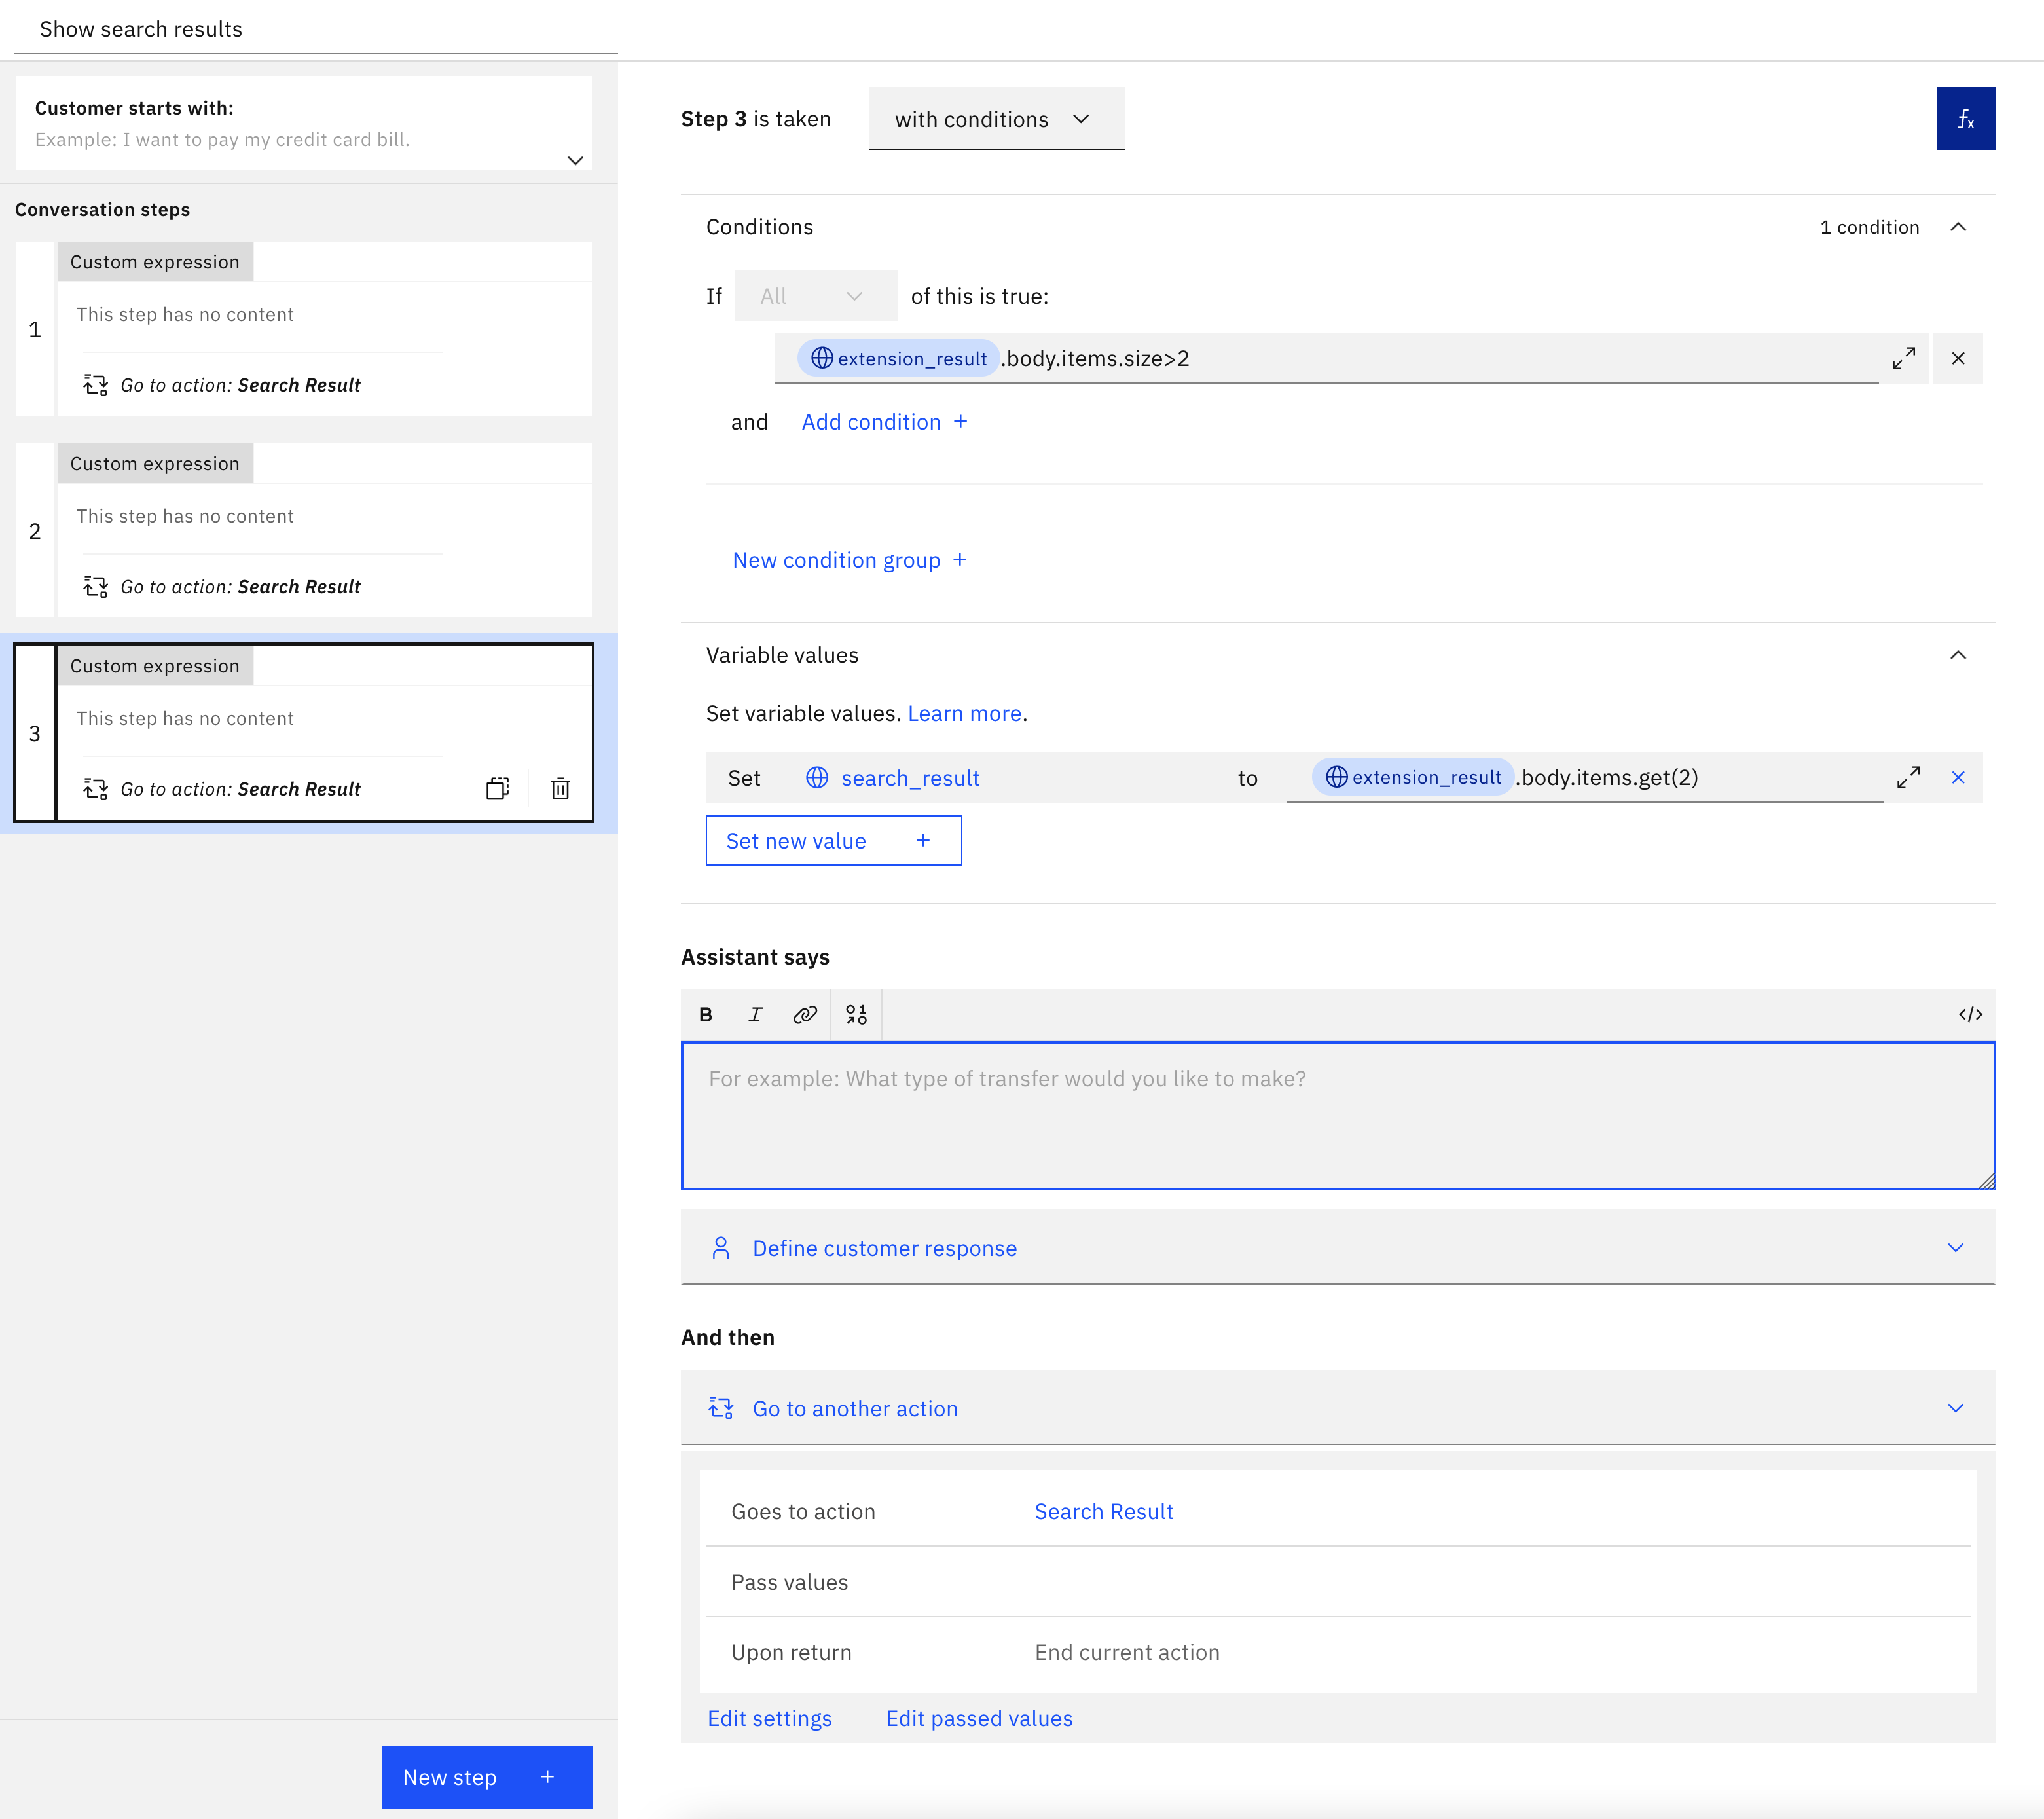 Show search results
Customer starts with:
Example: I want to pay my credit card bill.
Conversation steps
Custom expression
1
This step has no content
Go to action: Search Result
Custom expression
2
This step has no content
Go to action: Search Result
Custom expression
3
This step has no content
Go to action: Search Result
New step +
Step 3 is taken with conditions
fx
Conditions 1 condition
If All of this is true:
extension_result .body.items.size>2
and Add condition +
New condition group +
Variable values
Set variable values. Learn more.
Set search_result to extension_result .body.items.get(2)
Set new value +
Assistant says
B I </>
For example: What type of transfer would you like to make?
Define customer response
And then
Go to another action
Goes to action Search Result
Pass values
Upon return End current action
Edit settings Edit passed values